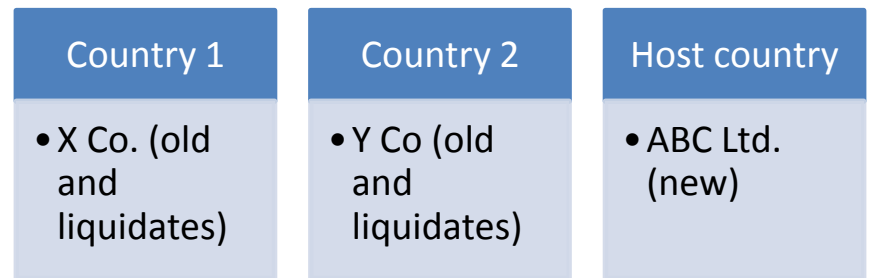 Country 1
• X Co. (old
and
liquidates)
Country 2
• Y Co (old
and
liquidates)
Host country
• ABC Ltd.
(new)